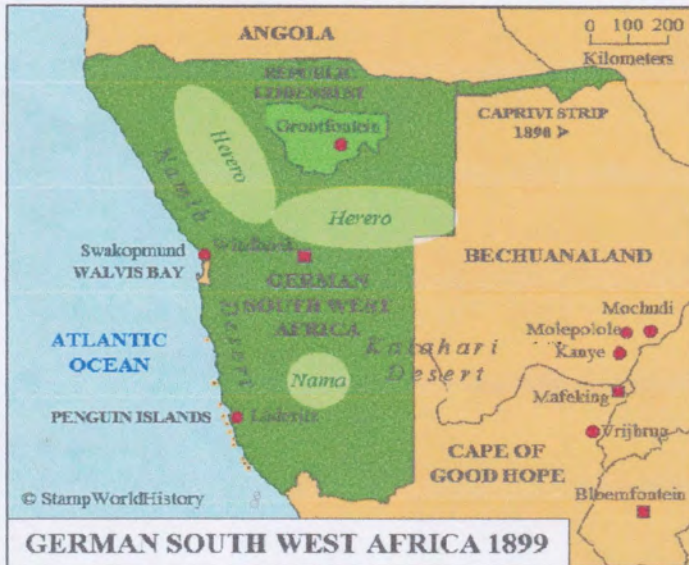 ANGOLA
0 100 200
Kilometers
REPUBLIC
Grootfontein
CAPRIVI STRIP
1890
Herero
Namib
Herero
Swakopmund
Windhoek
WALVIS BAY
BECHUANALAND
GERMAN
SOUTH WEST
AFRICA
Desert
Mochudi
Molepolole
Kanye
ATLANTIC
OCEAN
Kalahari
Desert
Nama
Mafeking
PENGUIN ISLANDS
Lüderitz
Vrijbrug
CAPE OF
GOOD HOPE
Bloemfontein
© StampWorldHistory
GERMAN SOUTH WEST AFRICA 1899